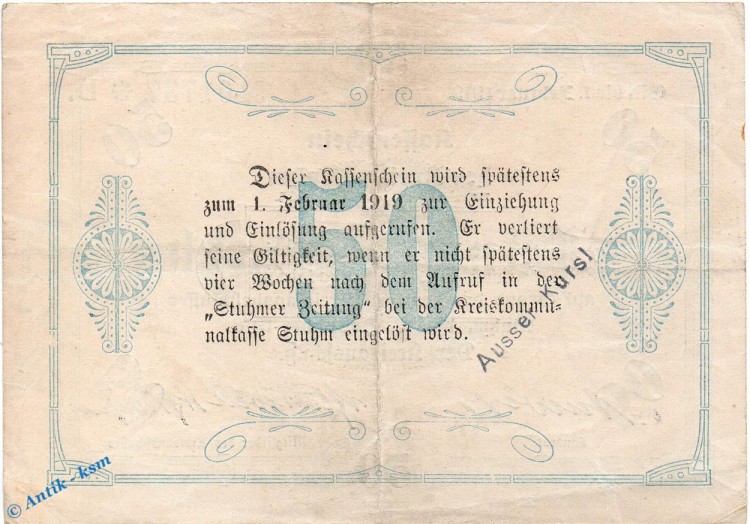 Dieser Kassenschein wird spätestens
zum 1. Februar 1919 zur Einziehung
und Einlösung aufgerufen. Er verliert
seine Giltigkeit, wenn er nicht spätestens
vier Wochen nach dem Aufruf in der
„Stuhmer Zeitung" bei der Kreiskommu-
nalkasse Stuhm eingelöst wird.
50
Ausser Kurs!
© Antik - ksm